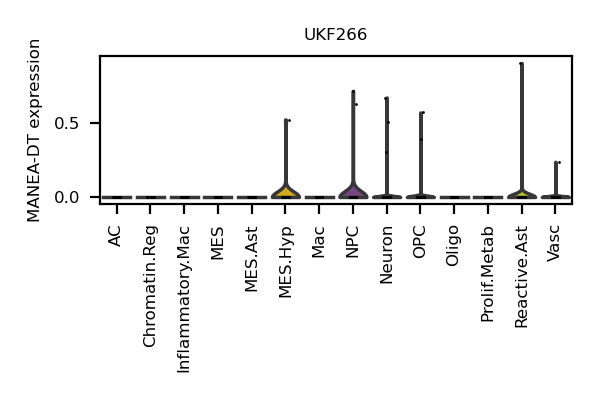 UKF266
MANEA-DT expression
0.5
0.0
AC
Chromatin.Reg
Inflammatory.Mac
MES
MES.Ast
MES.Hyp
Mac
NPC
Neuron
OPC
Oligo
Prolif.Metab
Reactive.Ast
Vasc